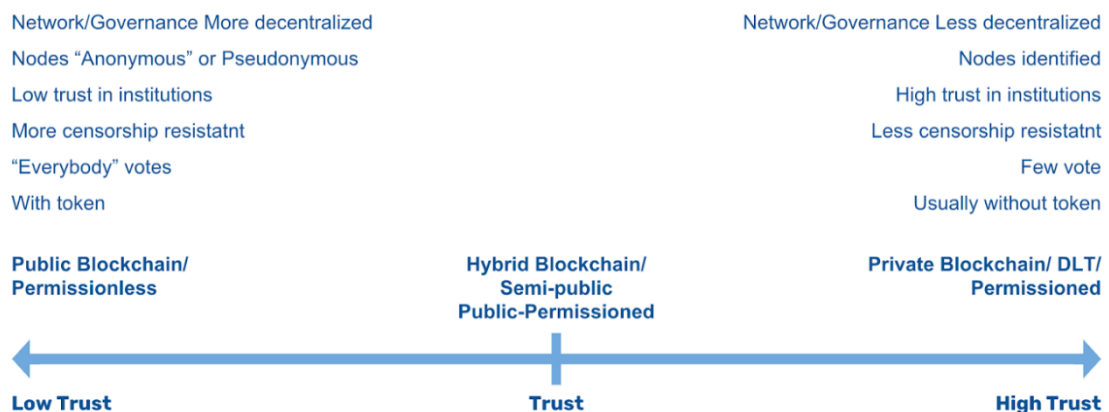 Network/Governance More decentralized
Nodes “Anonymous” or Pseudonymous
Low trust in institutions
More censorship resistatnt
“Everybody” votes
With token
Network/Governance Less decentralized
Nodes identified
High trust in institutions
Less censorship resistatnt
Few vote
Usually without token
Public Blockchain/
Permissionless
Hybrid Blockchain/
Semi-public
Public-Permissioned
Private Blockchain/ DLT/
Permissioned
Low Trust
Trust
High Trust